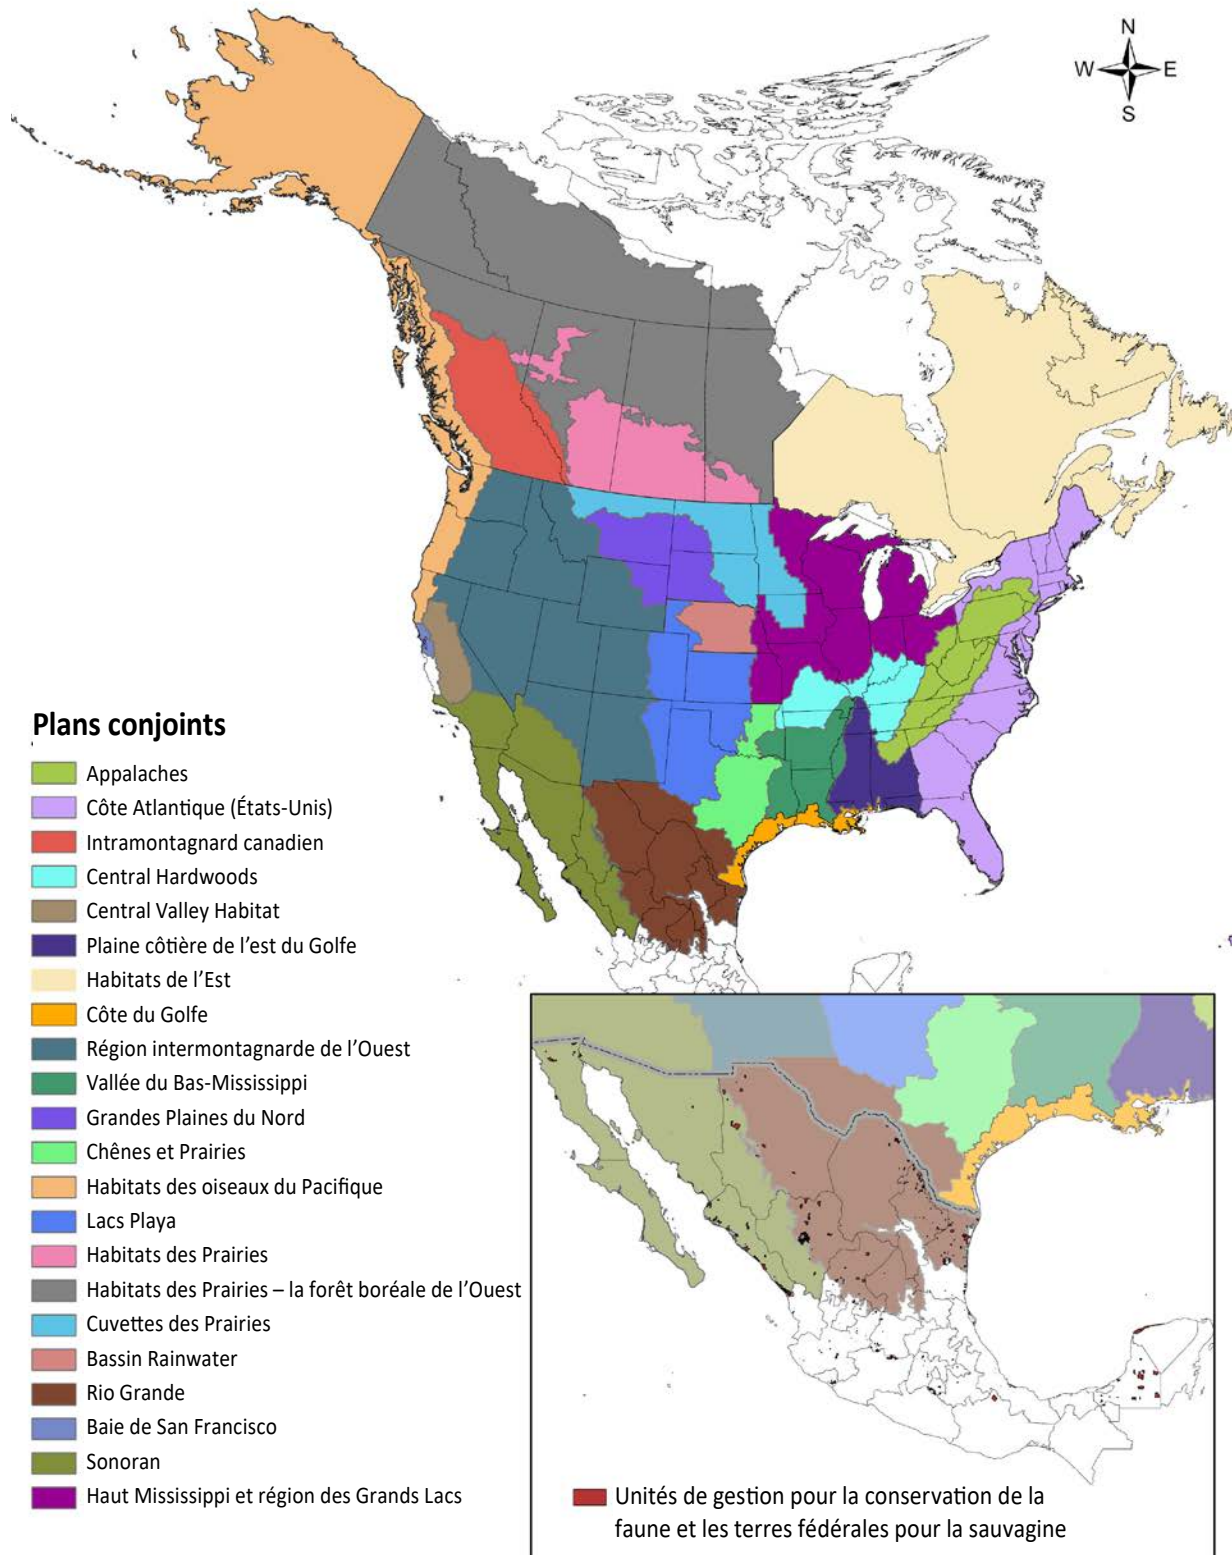 N
W E
S
Plans conjoints
Appalaches
Côte Atlantique (États-Unis)
Intramontagnard canadien
Central Hardwoods
Central Valley Habitat
Plaine côtière de l'est du Golfe
Habitats de l'Est
Côte du Golfe
Région intermontagnarde de l'Ouest
Vallée du Bas-Mississippi
Grandes Plaines du Nord
Chênes et Prairies
Habitats des oiseaux du Pacifique
Lacs Playa
Habitats des Prairies
Habitats des Prairies – la forêt boréale de l'Ouest
Cuvettes des Prairies
Bassin Rainwater
Rio Grande
Baie de San Francisco
Sonoran
Haut Mississippi et région des Grands Lacs
Unités de gestion pour la conservation de la
faune et les terres fédérales pour la sauvagine